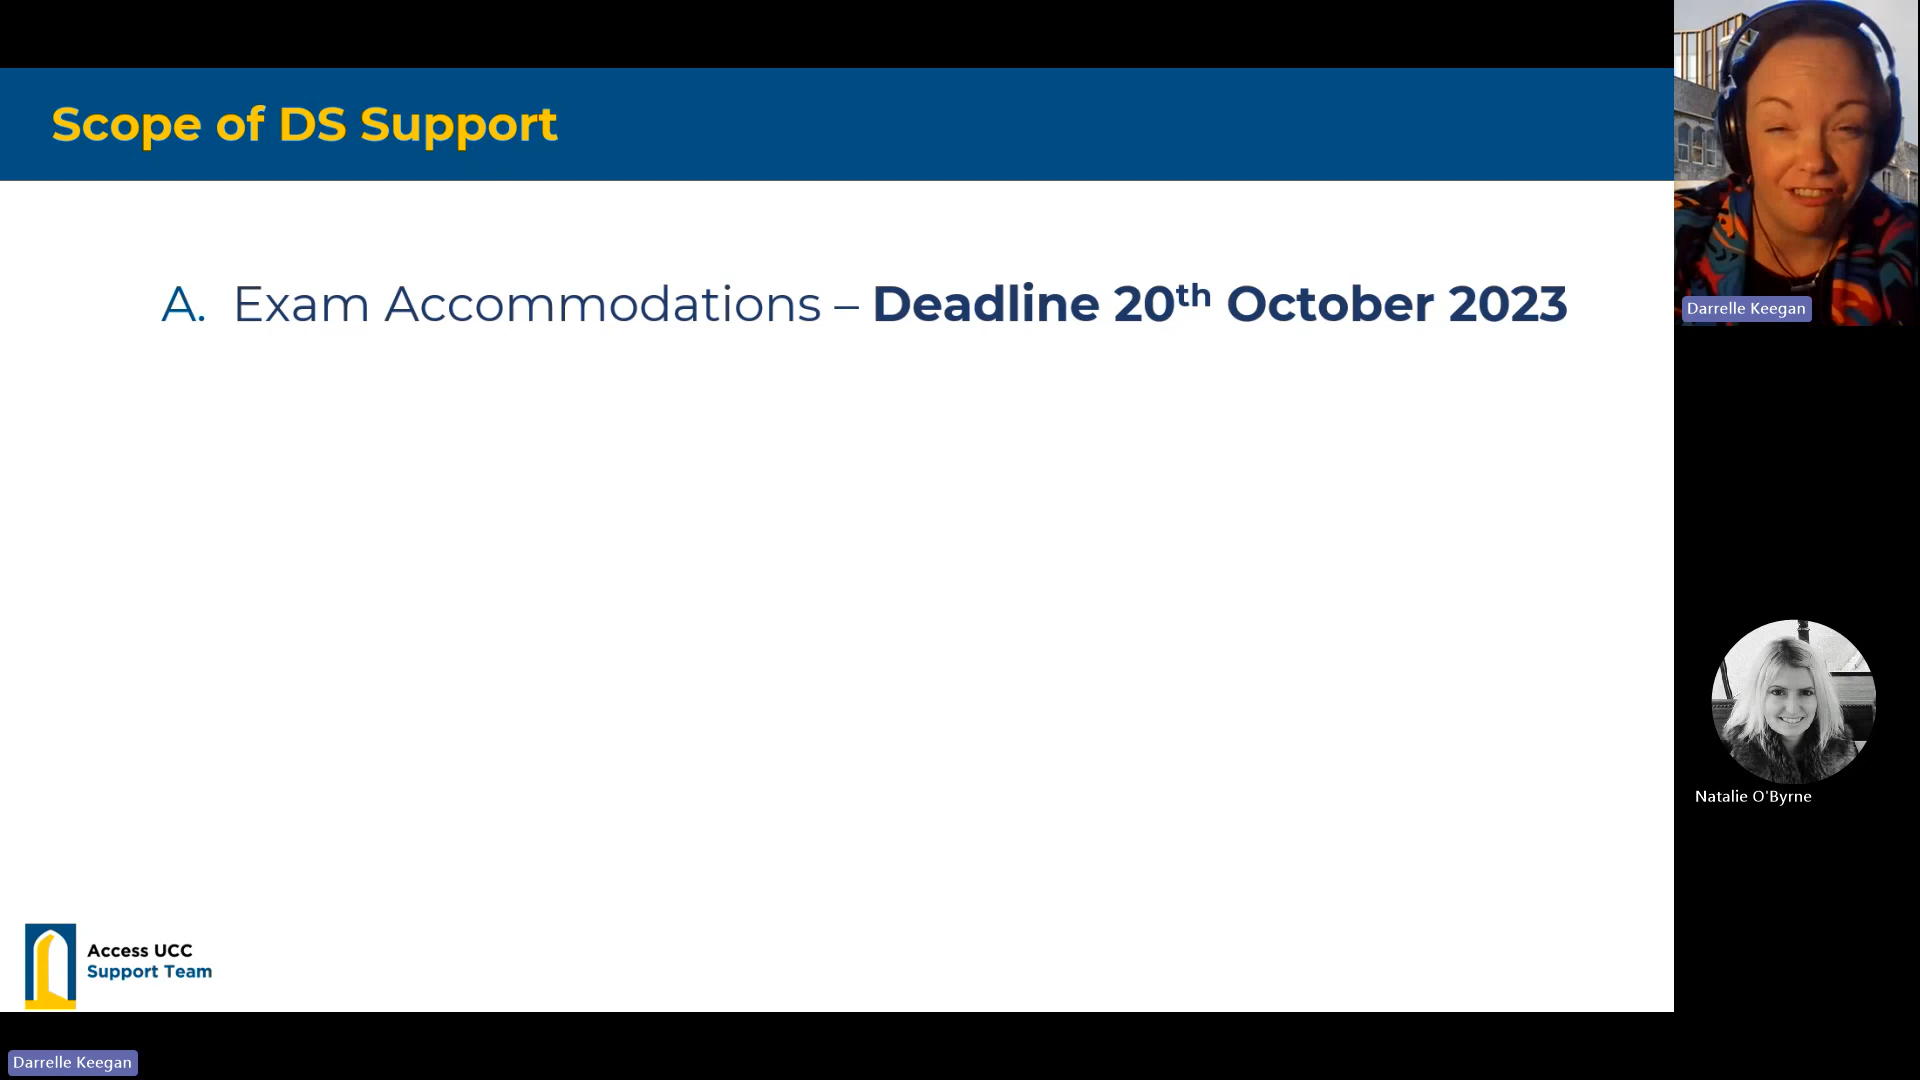 Scope of DS Support
A. Exam Accommodations – Deadline 20th October 2023
Darrelle Keegan
Natalie O'Byrne
Access UCC
Support Team
Darrelle Keegan